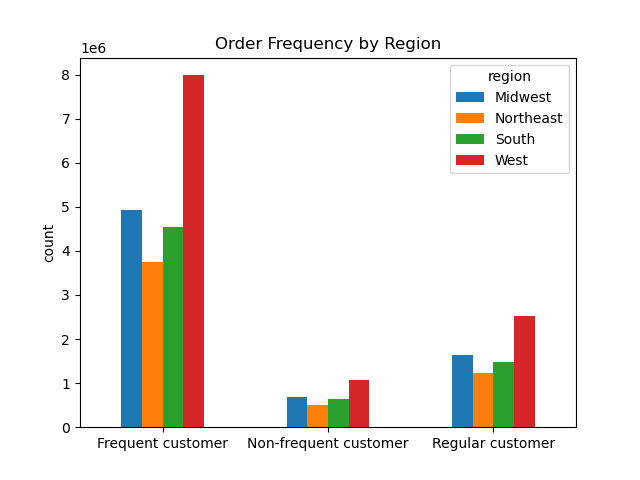 Order Frequency by Region
1e6
8
7
6
5
4
3
2
1
0
count
region
Midwest
Northeast
South
West
Frequent customer
Non-frequent customer
Regular customer